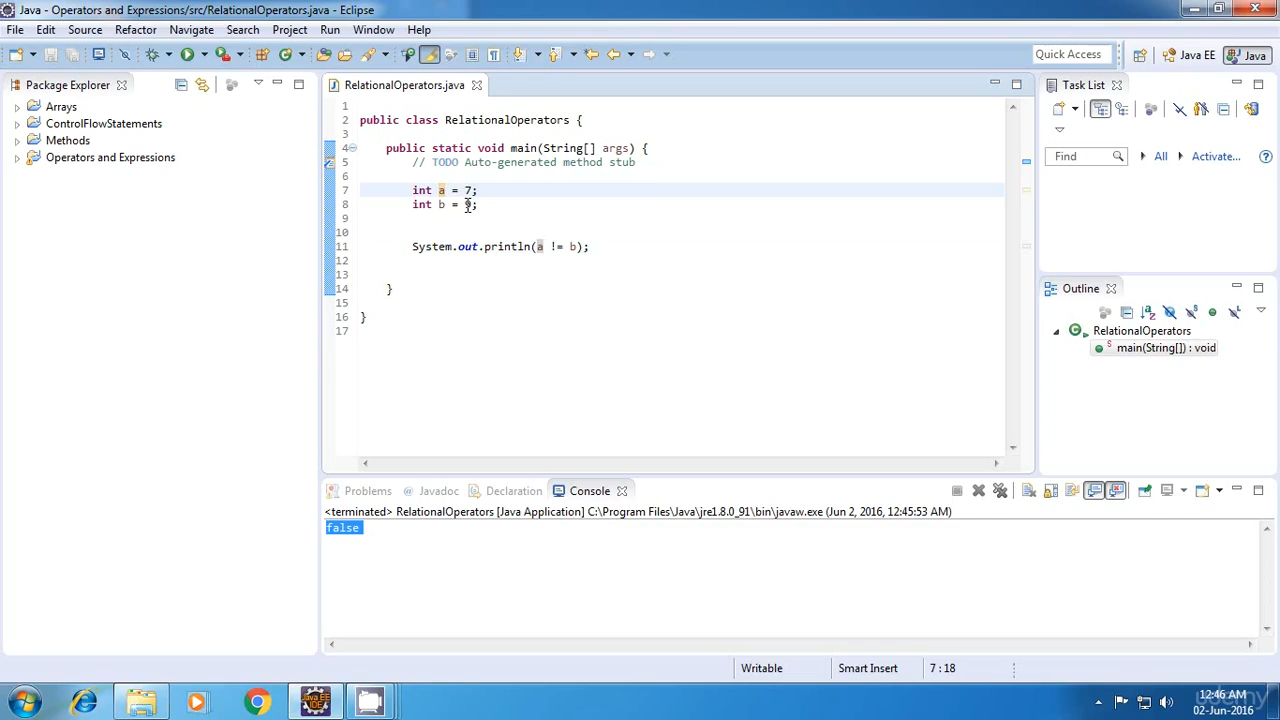 Java - Operators and Expressions/src/RelationalOperators.java - Eclipse
File Edit Source Refactor Navigate Search Project Run Window Help
Quick Access Java EE Java
Package Explorer
Arrays
ControlFlowStatements
Methods
Operators and Expressions
RelationalOperators.java
1
2 public class RelationalOperators {
3
4 public static void main(String[] args) {
5 // TODO Auto-generated method stub
6
7 int a = 7;
8 int b = 9;
9
10
11 System.out.println(a != b);
12
13
14 }
15
16 }
17
Task List
Find All Activate...
Outline
RelationalOperators
main(String[]) : void
Problems @ Javadoc Declaration Console
<terminated> RelationalOperators [Java Application] C:\Program Files\Java\jre1.8.0_91\bin\javaw.exe (Jun 2, 2016, 12:45:53 AM)
false
Writable Smart Insert 7 : 18
Java EE
IDE
12:46 AM
02-Jun-2016
udemy